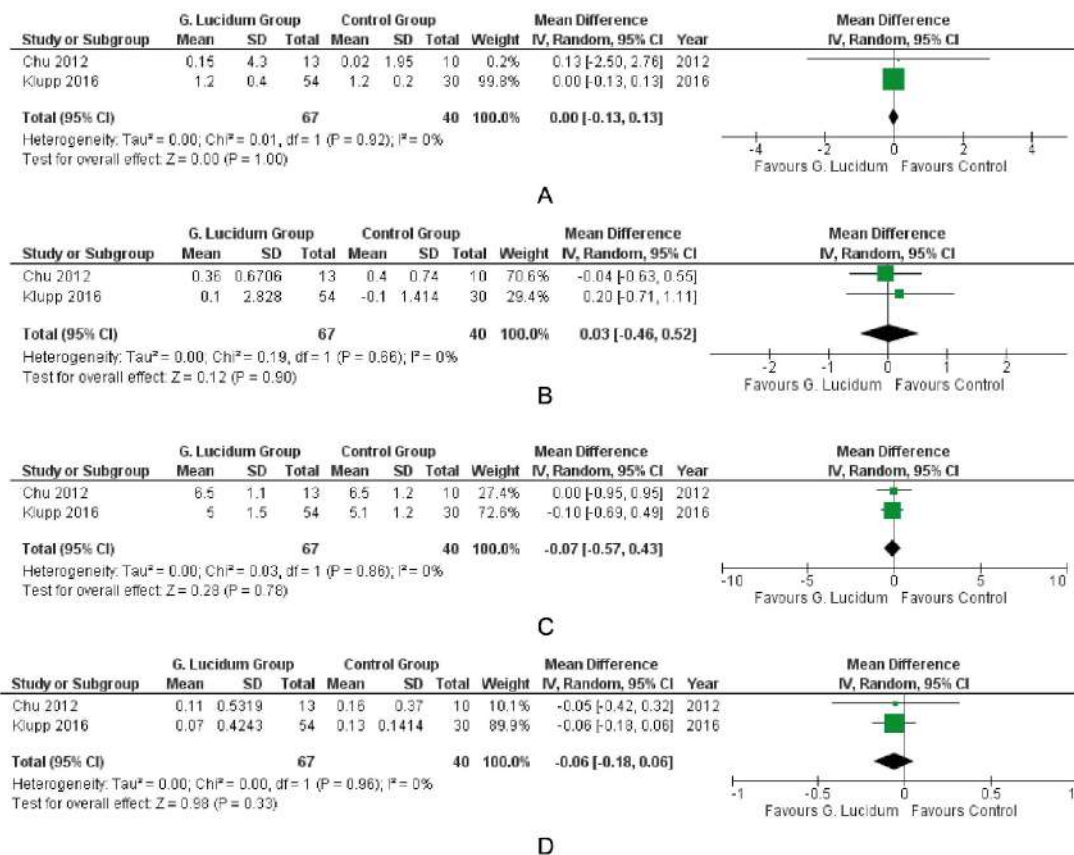 G. Lucidum Group Control Group Mean Difference Mean Difference
Study or Subgroup Mean SD Total Mean SD Total Weight IV, Random, 95% CI Year IV, Random, 95% CI
Chu 2012 0.15 4.3 13 0.02 1.95 10 0.2% 0.13 [-2.50, 2.76] 2012
Klupp 2016 1.2 0.4 54 1.2 0.2 30 99.8% 0.00 [-0.13, 0.13] 2016
Total (95% CI) 67 40 100.0% 0.00 [-0.13, 0.13]
Heterogeneity: Tau² = 0.00; Chi² = 0.01, df = 1 (P = 0.92); I² = 0%
Test for overall effect: Z = 0.00 (P = 1.00)
-4 -2 0 2 4
Favours G. Lucidum Favours Control
A
G. Lucidum Group Control Group Mean Difference Mean Difference
Study or Subgroup Mean SD Total Mean SD Total Weight IV, Random, 95% CI IV, Random, 95% CI
Chu 2012 0.36 0.6706 13 0.4 0.74 10 70.6% -0.04 [-0.63, 0.55]
Klupp 2016 0.1 2.828 54 -0.1 1.414 30 29.4% 0.20 [-0.71, 1.11]
Total (95% CI) 67 40 100.0% 0.03 [-0.46, 0.52]
Heterogeneity: Tau² = 0.00; Chi² = 0.19, df = 1 (P = 0.66); I² = 0%
Test for overall effect: Z = 0.12 (P = 0.90)
-2 -1 0 1 2
Favours G. Lucidum Favours Control
B
G. Lucidum Group Control Group Mean Difference Mean Difference
Study or Subgroup Mean SD Total Mean SD Total Weight IV, Random, 95% CI Year IV, Random, 95% CI
Chu 2012 6.5 1.1 13 6.5 1.2 10 27.4% 0.00 [-0.95, 0.95] 2012
Klupp 2016 5 1.5 54 5.1 1.2 30 72.6% -0.10 [-0.69, 0.49] 2016
Total (95% CI) 67 40 100.0% -0.07 [-0.57, 0.43]
Heterogeneity: Tau² = 0.00; Chi² = 0.03, df = 1 (P = 0.86); I² = 0%
Test for overall effect: Z = 0.28 (P = 0.78)
-10 -5 0 5 10
Favours G. Lucidum Favours Control
C
G. Lucidum Group Control Group Mean Difference Mean Difference
Study or Subgroup Mean SD Total Mean SD Total Weight IV, Random, 95% CI Year IV, Random, 95% CI
Chu 2012 0.11 0.5319 13 0.16 0.37 10 10.1% -0.05 [-0.42, 0.32] 2012
Klupp 2016 0.07 0.4243 54 0.13 0.1414 30 89.9% -0.06 [-0.18, 0.06] 2016
Total (95% CI) 67 40 100.0% -0.06 [-0.18, 0.06]
Heterogeneity: Tau² = 0.00; Chi² = 0.00, df = 1 (P = 0.96); I² = 0%
Test for overall effect: Z = 0.98 (P = 0.33)
-1 -0.5 0 0.5 1
Favours G. Lucidum Favours Control
D